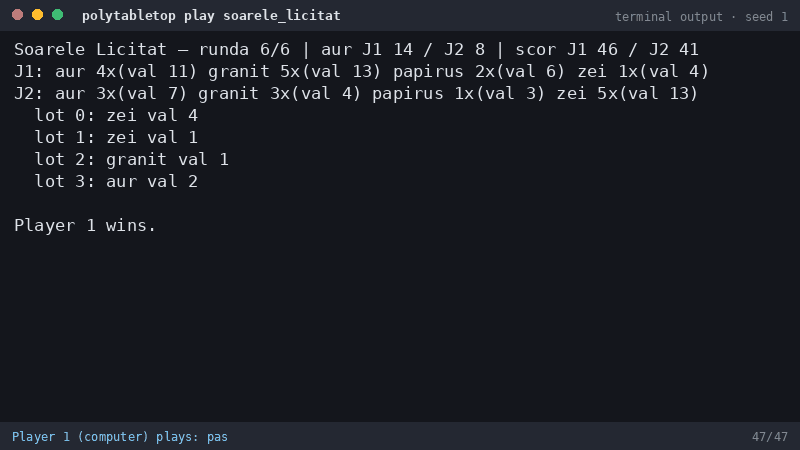 polytabletop play soarele_licitat
terminal output · seed 1
Soarele Licitat — runda 6/6 | aur J1 14 / J2 8 | scor J1 46 / J2 41
J1: aur 4x(val 11) granit 5x(val 13) papirus 2x(val 6) zei 1x(val 4)
J2: aur 3x(val 7) granit 3x(val 4) papirus 1x(val 3) zei 5x(val 13)
lot 0: zei val 4
lot 1: zei val 1
lot 2: granit val 1
lot 3: aur val 2
Player 1 wins.
Player 1 (computer) plays: pas
47/47